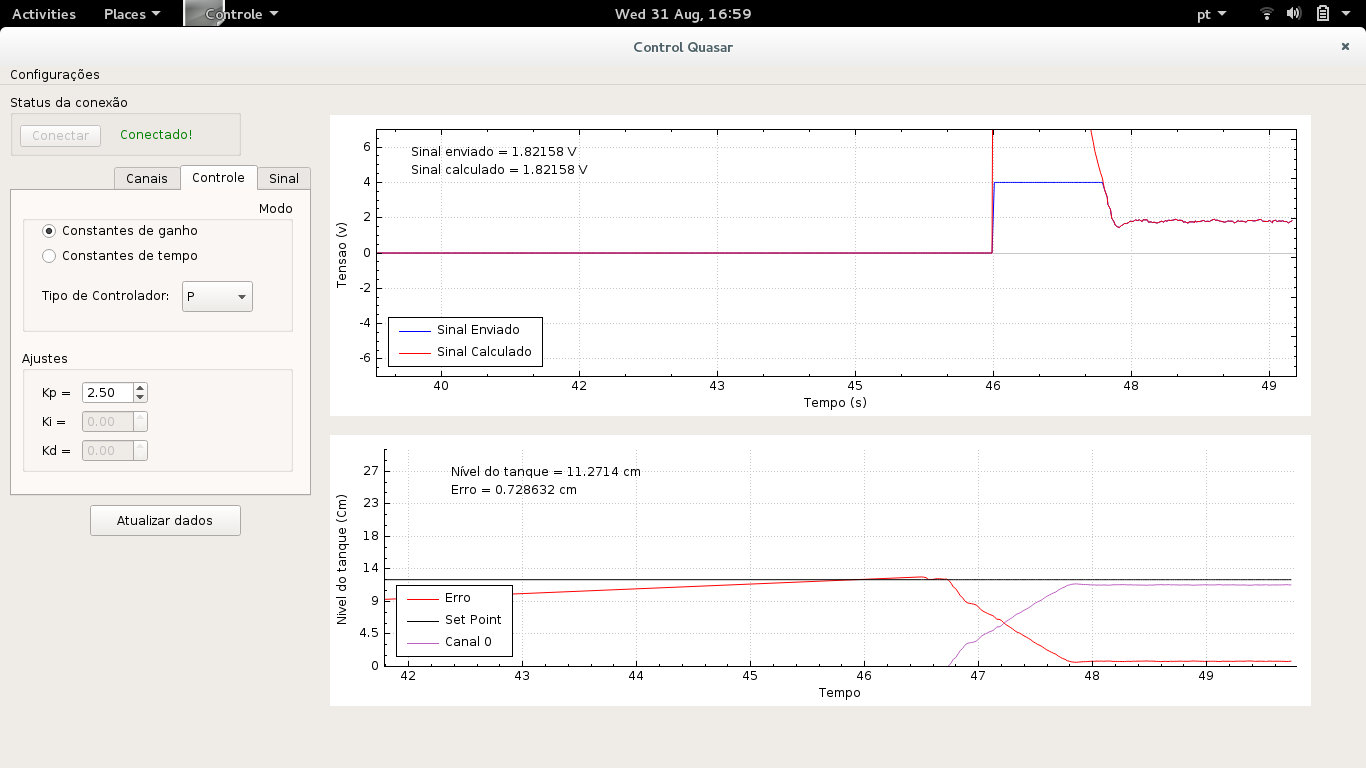 Activities Places Controle Wed 31 Aug, 16:59 pt
Control Quasar
Configurações
Status da conexão
Conectar Conectado!
Canais Controle Sinal
Modo
Constantes de ganho
Constantes de tempo
Tipo de Controlador: P
Ajustes
Kp = 2.50
Ki = 0.00
Kd = 0.00
Atualizar dados
Sinal enviado = 1.82158 V
Sinal calculado = 1.82158 V
Tensao (v)
6
4
2
0
-2
-4
-6
Sinal Enviado
Sinal Calculado
40 42 43 45 46 48 49
Tempo (s)
Nível do tanque = 11.2714 cm
Erro = 0.728632 cm
Nivel do tanque (Cm)
27
23
18
14
9
4.5
0
Erro
Set Point
Canal 0
42 43 44 45 46 47 48 49
Tempo